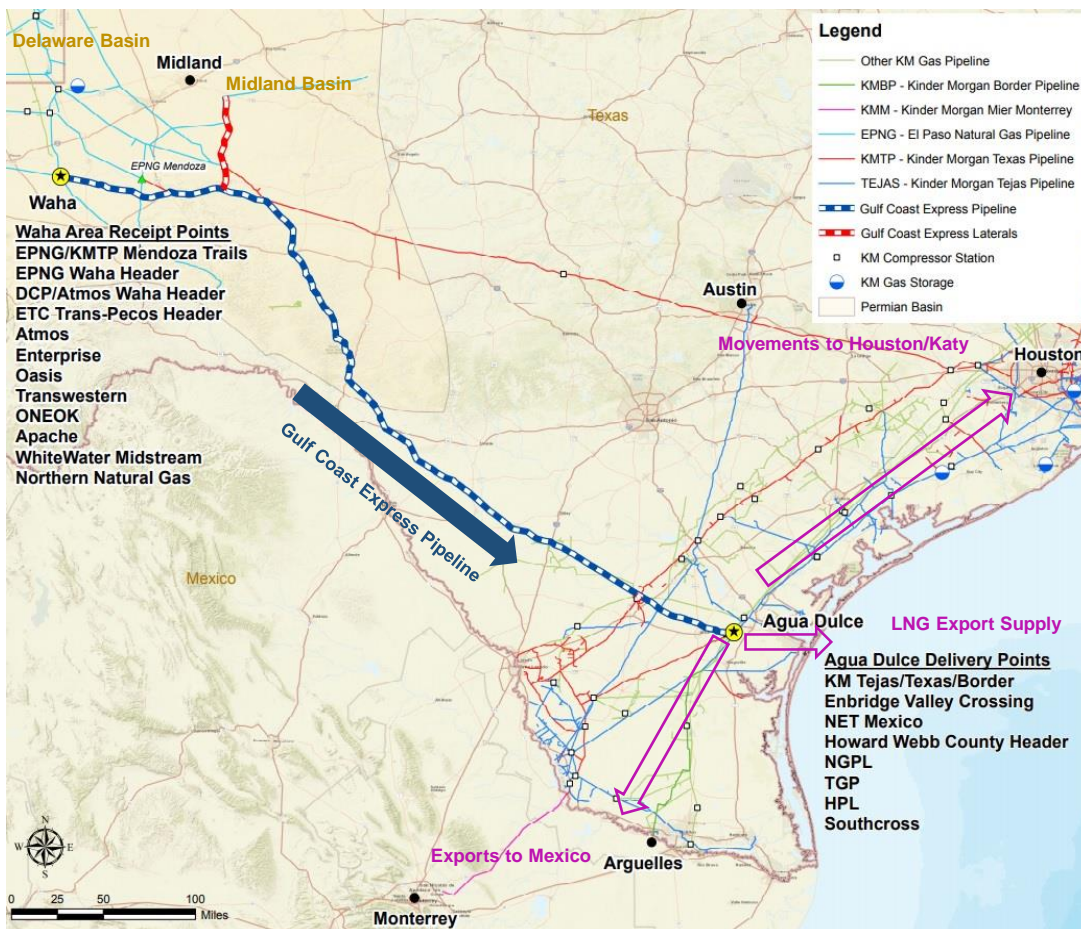 Delaware Basin
Midland
Midland Basin
Texas
EPNG Mendoza
Waha
Waha Area Receipt Points
EPNG/KMTP Mendoza Trails
EPNG Waha Header
DCP/Atmos Waha Header
ETC Trans-Pecos Header
Atmos
Enterprise
Oasis
Transwestern
ONEOK
Apache
WhiteWater Midstream
Northern Natural Gas
Legend
Other KM Gas Pipeline
KMBP - Kinder Morgan Border Pipeline
KMM - Kinder Morgan Mier Monterrey
EPNG - El Paso Natural Gas Pipeline
KMTP - Kinder Morgan Texas Pipeline
TEJAS - Kinder Morgan Tejas Pipeline
Gulf Coast Express Pipeline
Gulf Coast Express Laterals
KM Compressor Station
KM Gas Storage
Permian Basin
Austin
Movements to Houston/Katy
Houston
Gulf Coast Express Pipeline
Mexico
Agua Dulce
LNG Export Supply
Agua Dulce Delivery Points
KM Tejas/Texas/Border
Enbridge Valley Crossing
NET Mexico
Howard Webb County Header
NGPL
TGP
HPL
Southcross
Exports to Mexico
Arguelles
Monterrey
N
W
E
S
0 25 50 100
Miles